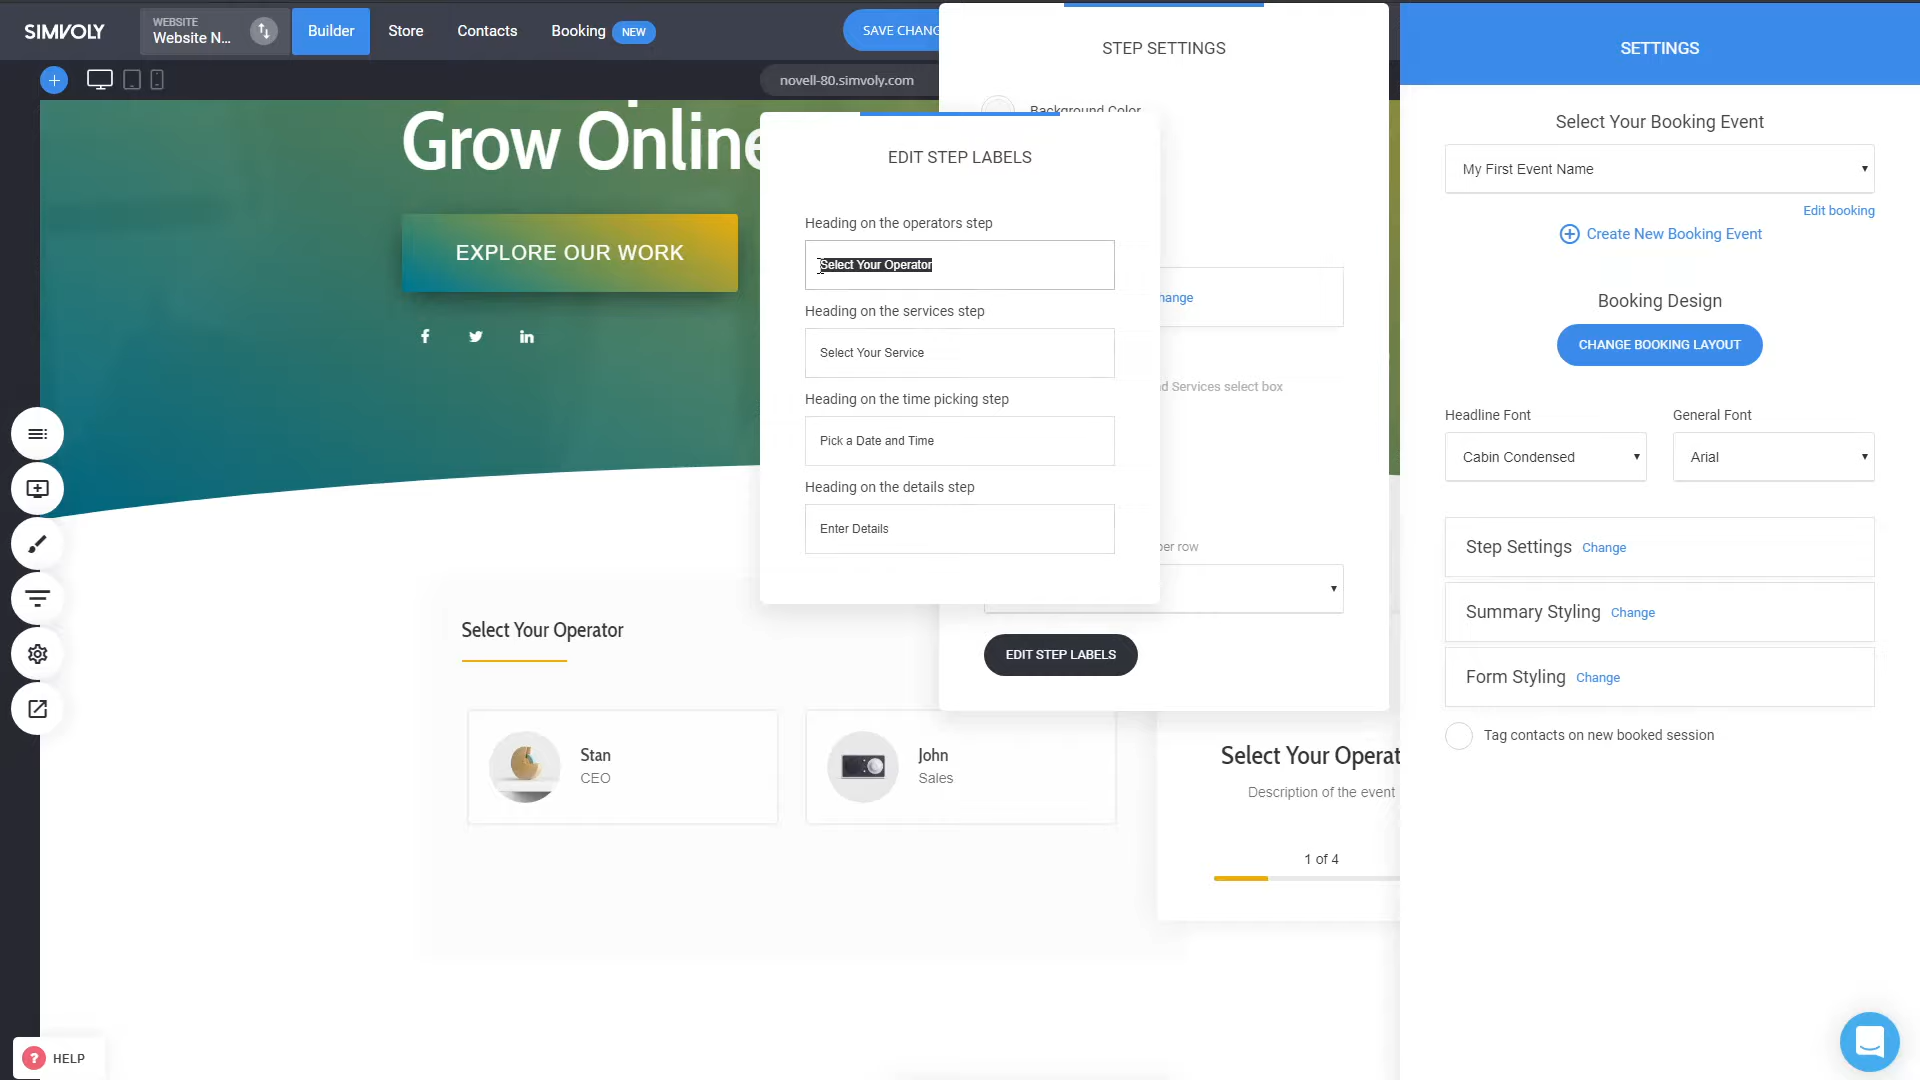 SIMVOLY
WEBSITE
Website N...
Builder
Store
Contacts
Booking
NEW
SAVE CHANG
novell-80.simvoly.com
Grow Online
EXPLORE OUR WORK
STEP SETTINGS
Background Color
EDIT STEP LABELS
Heading on the operators step
Select Your Operator
Heading on the services step
Select Your Service
Heading on the time picking step
Pick a Date and Time
Heading on the details step
Enter Details
hange
d Services select box
per row
EDIT STEP LABELS
Select Your Operator
Stan
CEO
John
Sales
Select Your Operat
Description of the event
1 of 4
SETTINGS
Select Your Booking Event
My First Event Name
Edit booking
Create New Booking Event
Booking Design
CHANGE BOOKING LAYOUT
Headline Font
General Font
Cabin Condensed
Arial
Step Settings Change
Summary Styling Change
Form Styling Change
Tag contacts on new booked session
? HELP